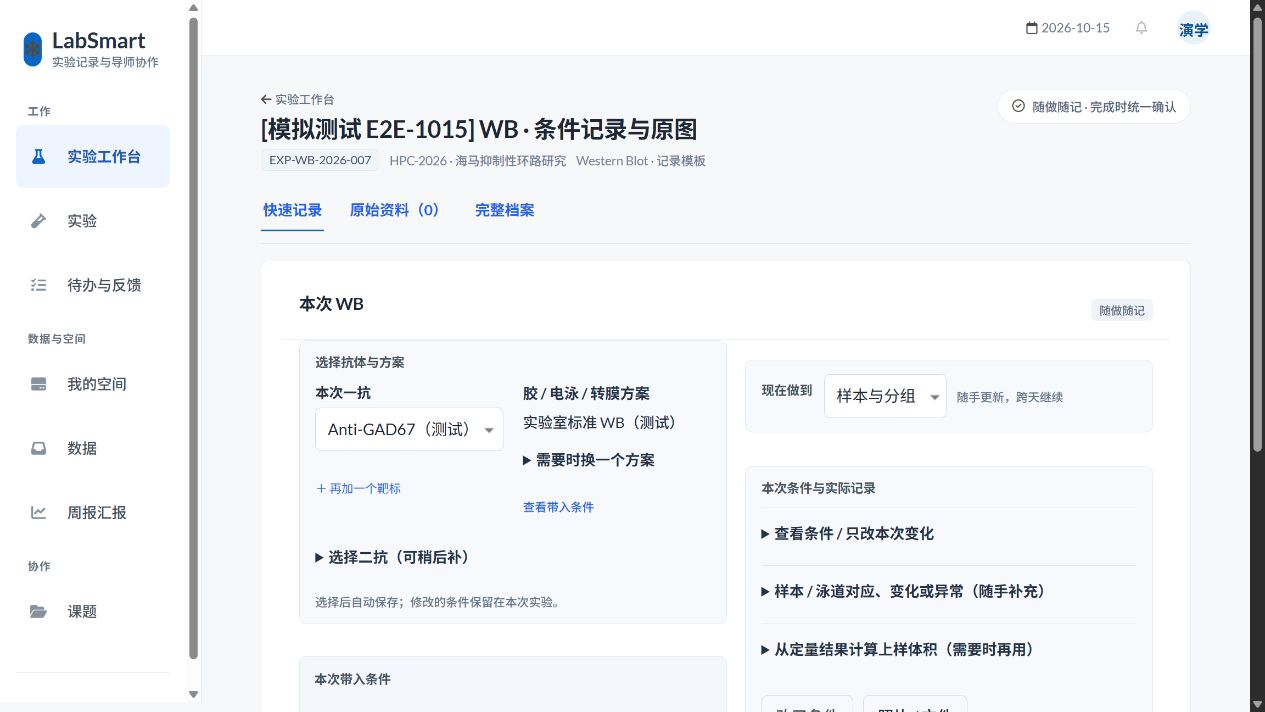 LabSmart
实验记录与导师协作
工作
实验工作台
实验
待办与反馈
数据与空间
我的空间
数据
周报汇报
协作
课题
2026-10-15
演学
实验工作台
[模拟测试 E2E-1015] WB · 条件记录与原图
随做随记 · 完成时统一确认
EXP-WB-2026-007 HPC-2026 · 海马抑制性环路研究 Western Blot · 记录模板
快速记录 原始资料（0） 完整档案
本次 WB
随做随记
选择抗体与方案
本次一抗
Anti-GAD67（测试）
+ 再加一个靶标
胶 / 电泳 / 转膜方案
实验室标准 WB（测试）
需要时换一个方案
查看带入条件
选择二抗（可稍后补）
选择后自动保存；修改的条件保留在本次实验。
本次带入条件
现在做到 样本与分组 随手更新，跨天继续
本次条件与实际记录
查看条件 / 只改本次变化
样本 / 泳道对应、变化或异常（随手补充）
从定量结果计算上样体积（需要时再用）